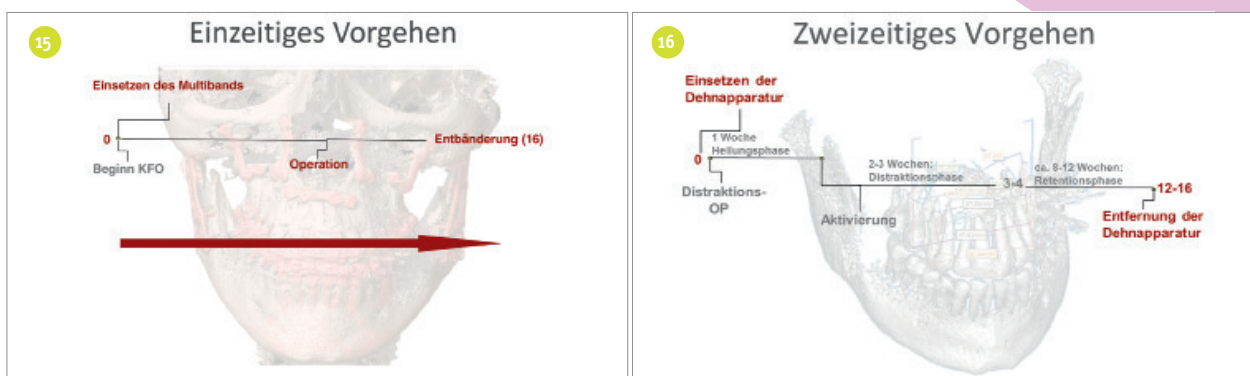 15
Einzeitiges Vorgehen
Einsetzen des Multibands
0
Beginn KFO
Operation
Entbänderung (16)
16
Zweizeitiges Vorgehen
Einsetzen der
Dehnapparatur
1 Woche
Heilungsphase
0
Distraktions-
OP
2-3 Wochen:
Distraktionsphase
Aktivierung
3-4
ca. 8-12 Wochen:
Retentionsphase
12-16
Entfernung der
Dehnapparatur